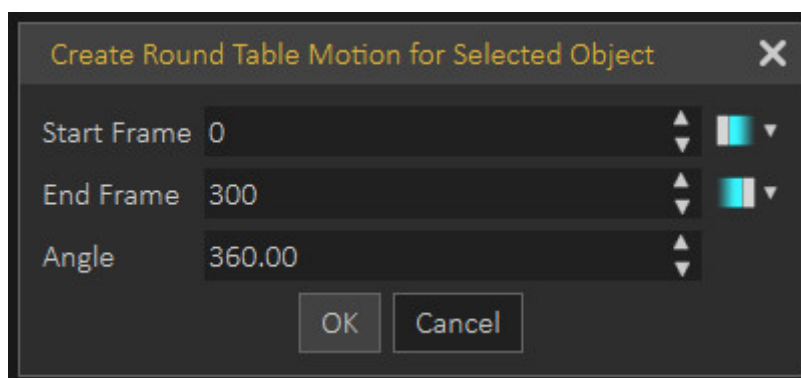 Create Round Table Motion for Selected Object
Start Frame 0
End Frame 300
Angle 360.00
OK Cancel